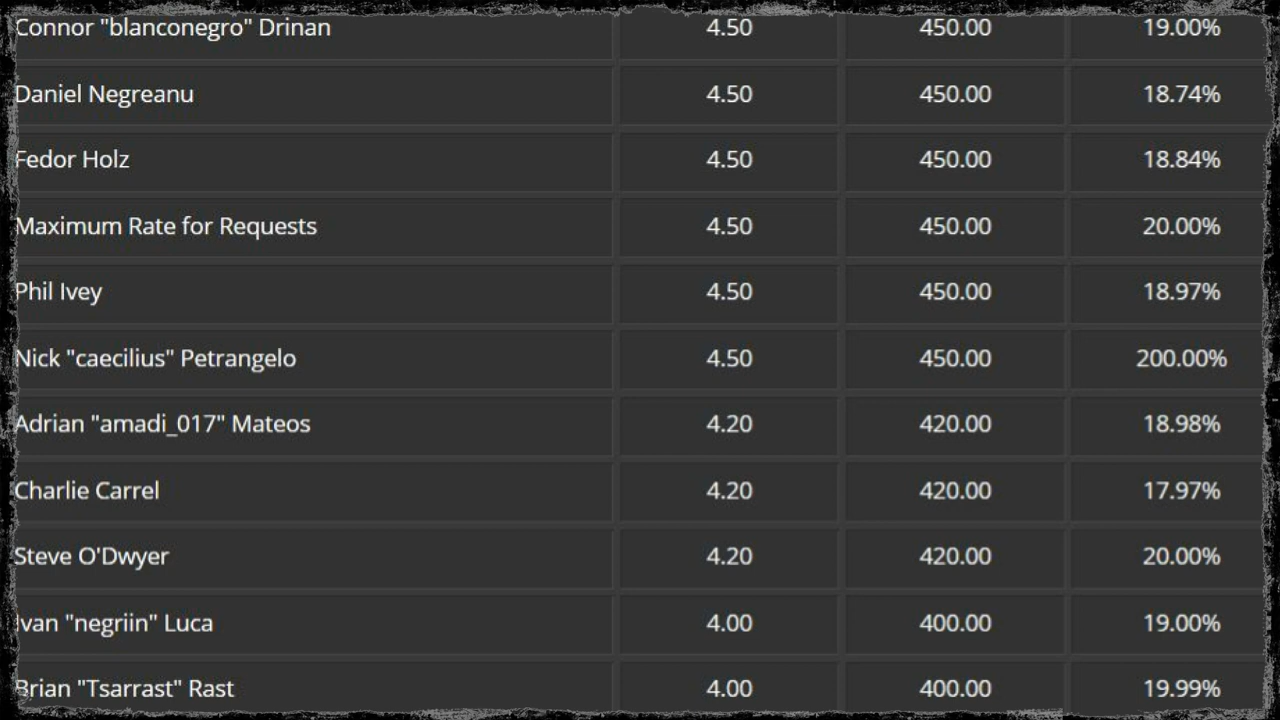 Connor "blanconegro" Drinan 4.50 450.00 19.00%
Daniel Negreanu 4.50 450.00 18.74%
Fedor Holz 4.50 450.00 18.84%
Maximum Rate for Requests 4.50 450.00 20.00%
Phil Ivey 4.50 450.00 18.97%
Nick "caecilius" Petrangelo 4.50 450.00 200.00%
Adrian "amadi_017" Mateos 4.20 420.00 18.98%
Charlie Carrel 4.20 420.00 17.97%
Steve O'Dwyer 4.20 420.00 20.00%
Ivan "negriin" Luca 4.00 400.00 19.00%
Brian "Tsarrast" Rast 4.00 400.00 19.99%